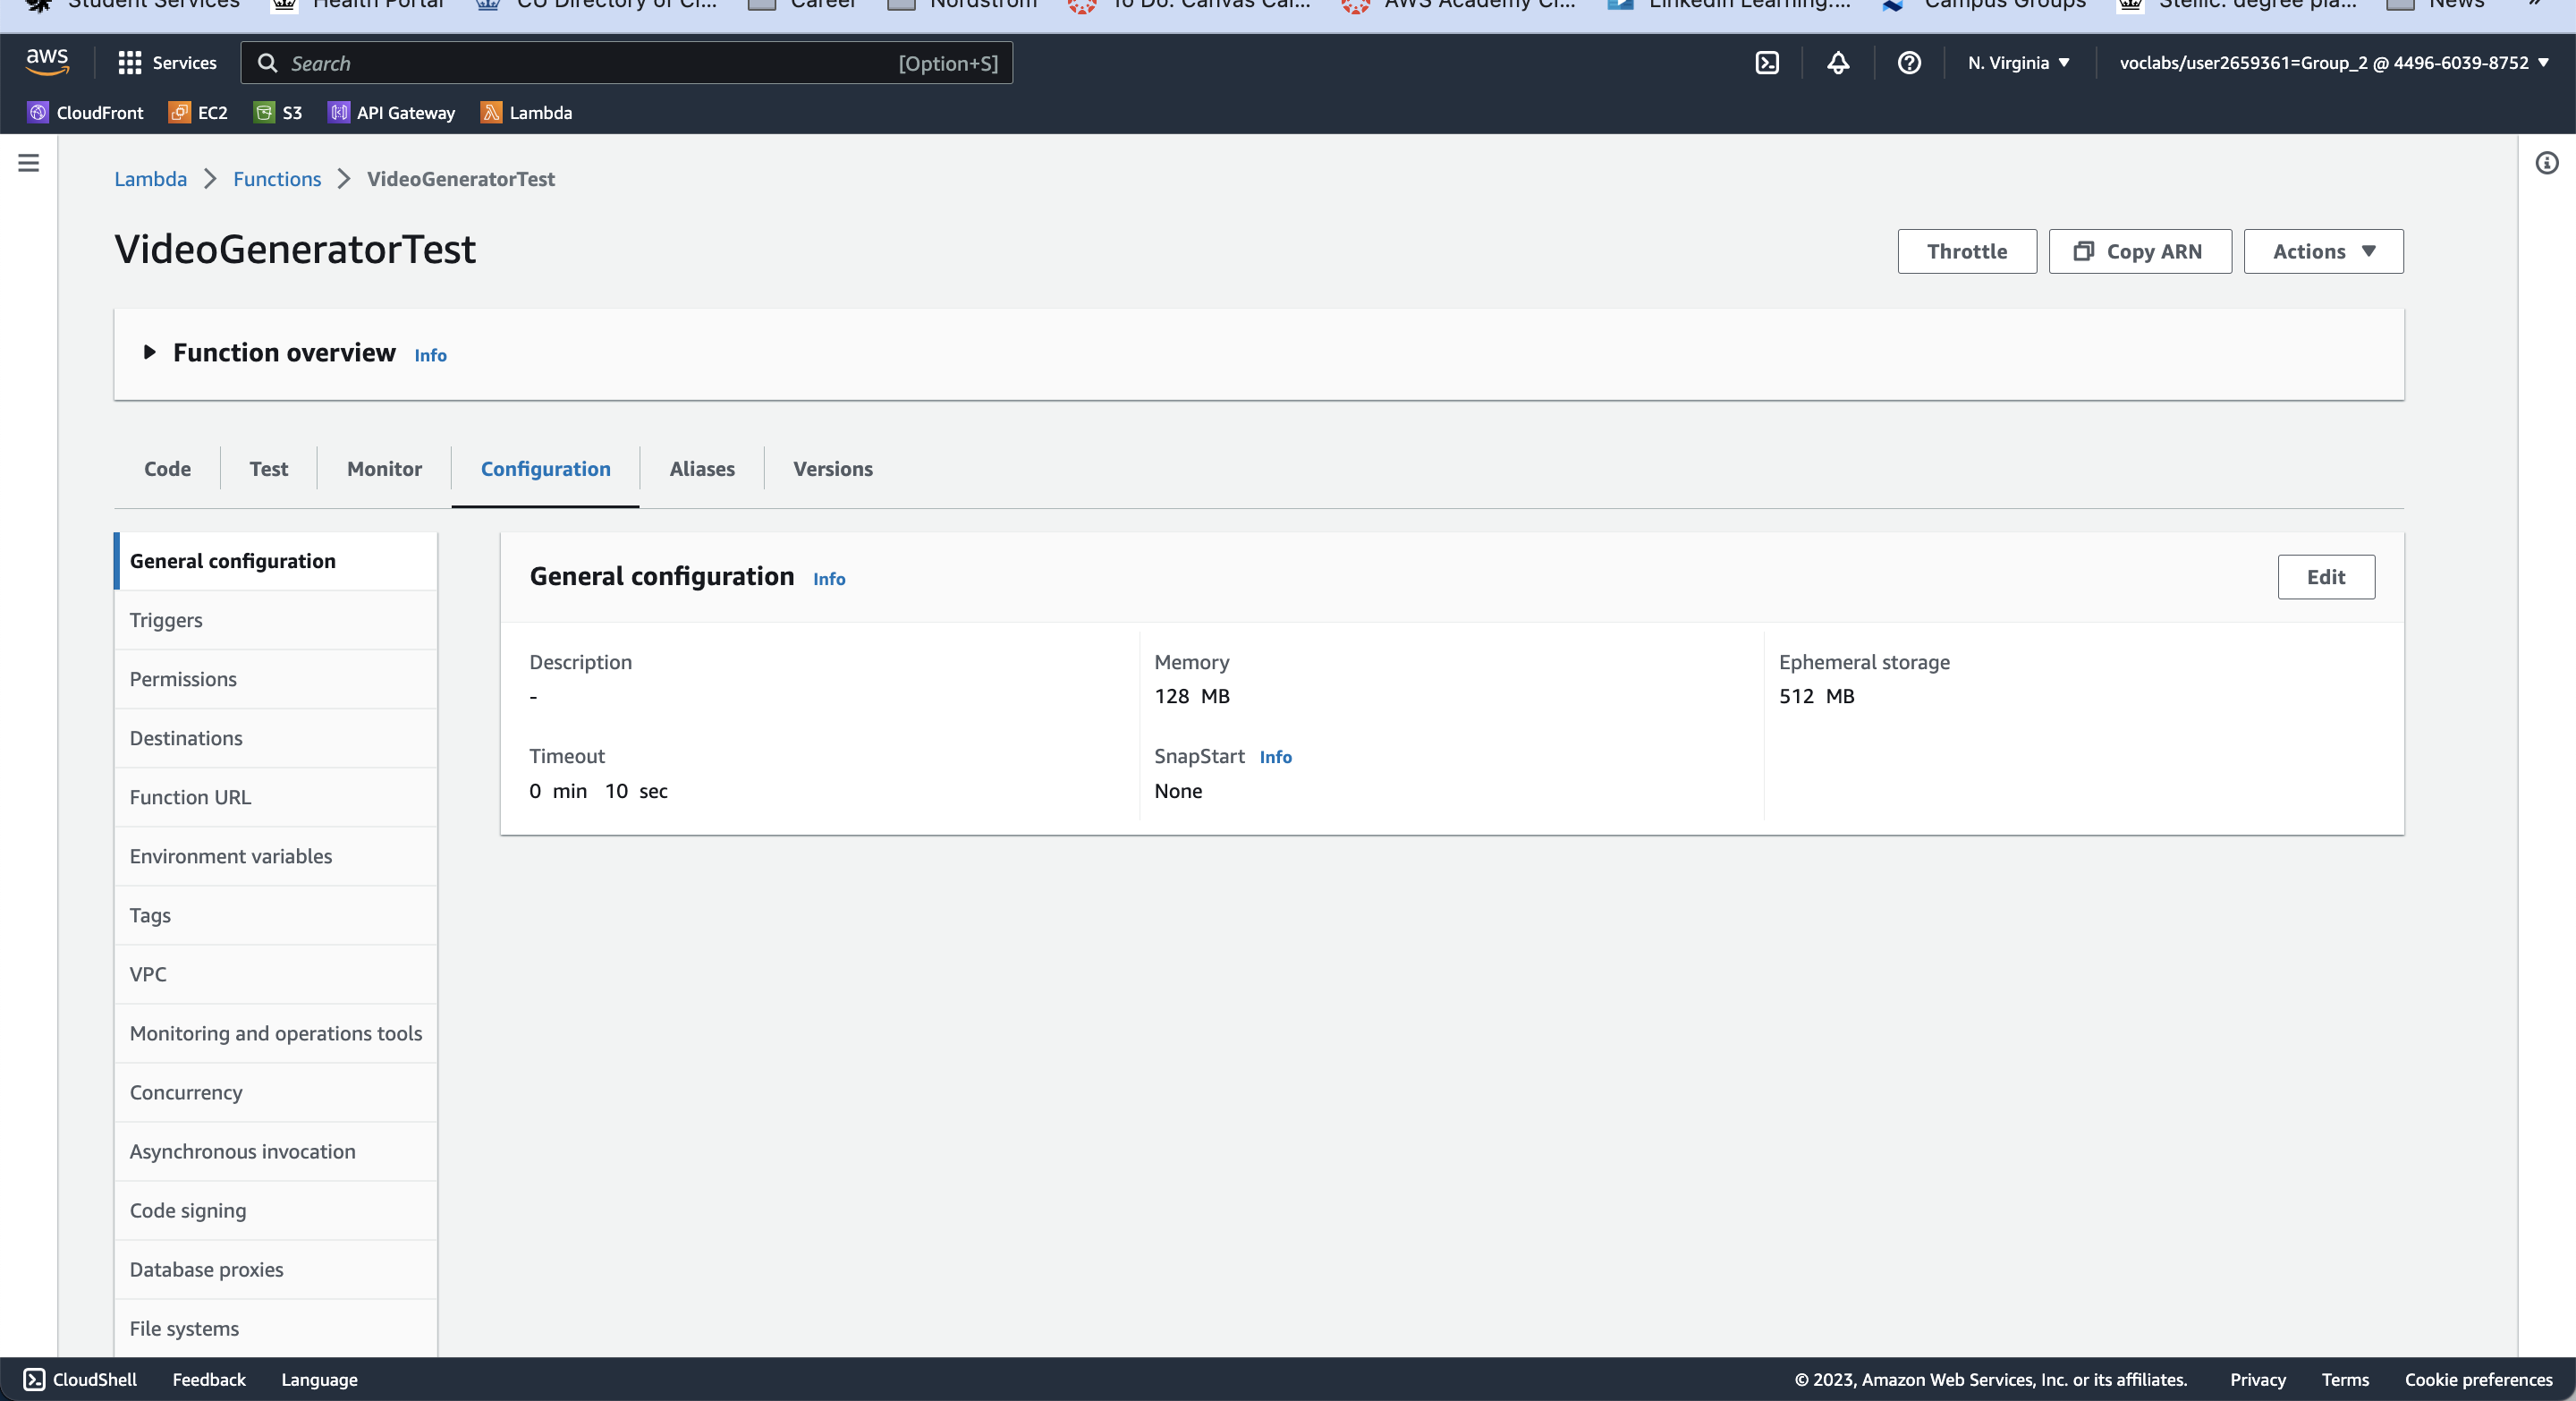 Student Services Health Portal CU Directory of Cl... Career Nordstrom To Do: Canvas Cal... AWS Academy Cl... LinkedIn Learning:... Campus Groups Stellic: degree pla... News »
aws Services Search [Option+S] N. Virginia voclabs/user2659361=Group_2 @ 4496-6039-8752
CloudFront EC2 S3 API Gateway Lambda
Lambda Functions VideoGeneratorTest
VideoGeneratorTest Throttle Copy ARN Actions
Function overview Info
Code Test Monitor Configuration Aliases Versions
General configuration
Triggers
Permissions
Destinations
Function URL
Environment variables
Tags
VPC
Monitoring and operations tools
Concurrency
Asynchronous invocation
Code signing
Database proxies
File systems
General configuration Info Edit
Description
-
Memory
128 MB
Ephemeral storage
512 MB
Timeout
0 min 10 sec
SnapStart Info
None
CloudShell Feedback Language © 2023, Amazon Web Services, Inc. or its affiliates. Privacy Terms Cookie preferences